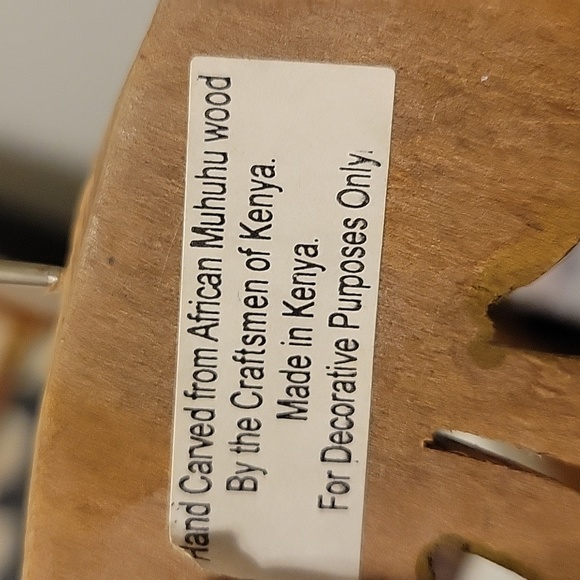 Hand Carved from African Muhuhu wood
By the Craftsmen of Kenya.
Made in Kenya.
For Decorative Purposes Only.